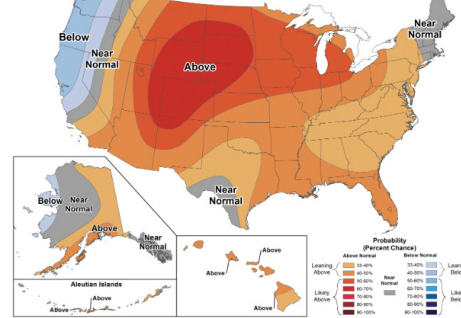 Near
Normal
Below
Near
Normal
Above
Near
Normal
Below
Near
Normal
Above
Near
Normal
Aleutian Islands
Above
Above
Above
Above
Above
Probability
(Percent Chance)
Above Normal
Below Normal
Leaning
Above
33-40%
40-50%
50-60%
60-70%
70-80%
80-90%
90-100%
Likely
Above
Near
Normal
33-40%
40-50%
50-60%
60-70%
70-80%
80-90%
90-100%